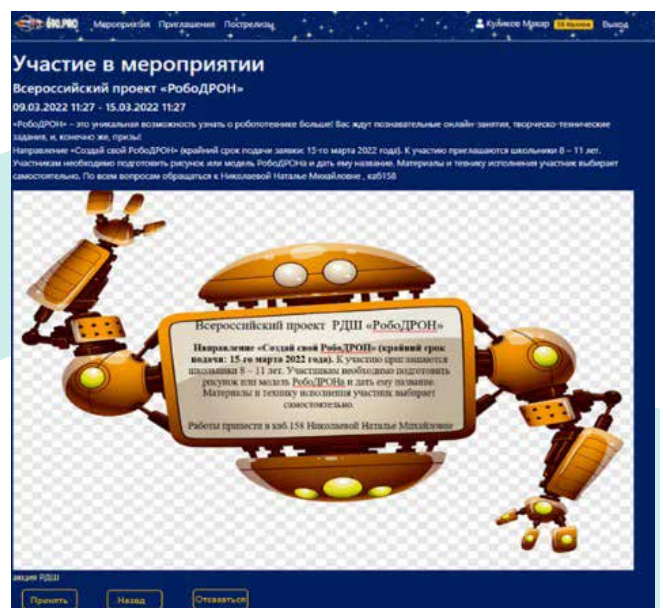 690.PRO Мероприятия Приглашения Пострелизы Куликов Макар Выход
Участие в мероприятии
Всероссийский проект «РобоДРОН»
09.03.2022 11:27 - 15.03.2022 11:27
«РобоДРОН» – это уникальная возможность узнать о робототехнике больше! Вас ждут познавательные онлайн-занятия, творческо-технические
задания, и, конечно же, призы!
Направление «Создай свой РобоДРОН» (крайний срок подачи заявки: 15-го марта 2022 года). К участию приглашаются школьники 8 – 11 лет.
Участникам необходимо подготовить рисунок или модель РобоДРОНа и дать ему название. Материалы и технику исполнения участник выбирает
самостоятельно. По всем вопросам обращаться к Николаевой Наталье Михайловне , каб158
Всероссийский проект РДШ «РобоДРОН»
Направление «Создай свой РобоДРОН» (крайний срок
подачи: 15-го марта 2022 года). К участию приглашаются
школьники 8 – 11 лет. Участникам необходимо подготовить
рисунок или модель РобоДРОНа и дать ему название.
Материалы и технику исполнения участник выбирает
самостоятельно.
Работы принести в каб.158 Николаевой Наталье Михайловне
акция РДШ
Принять Назад Отказаться